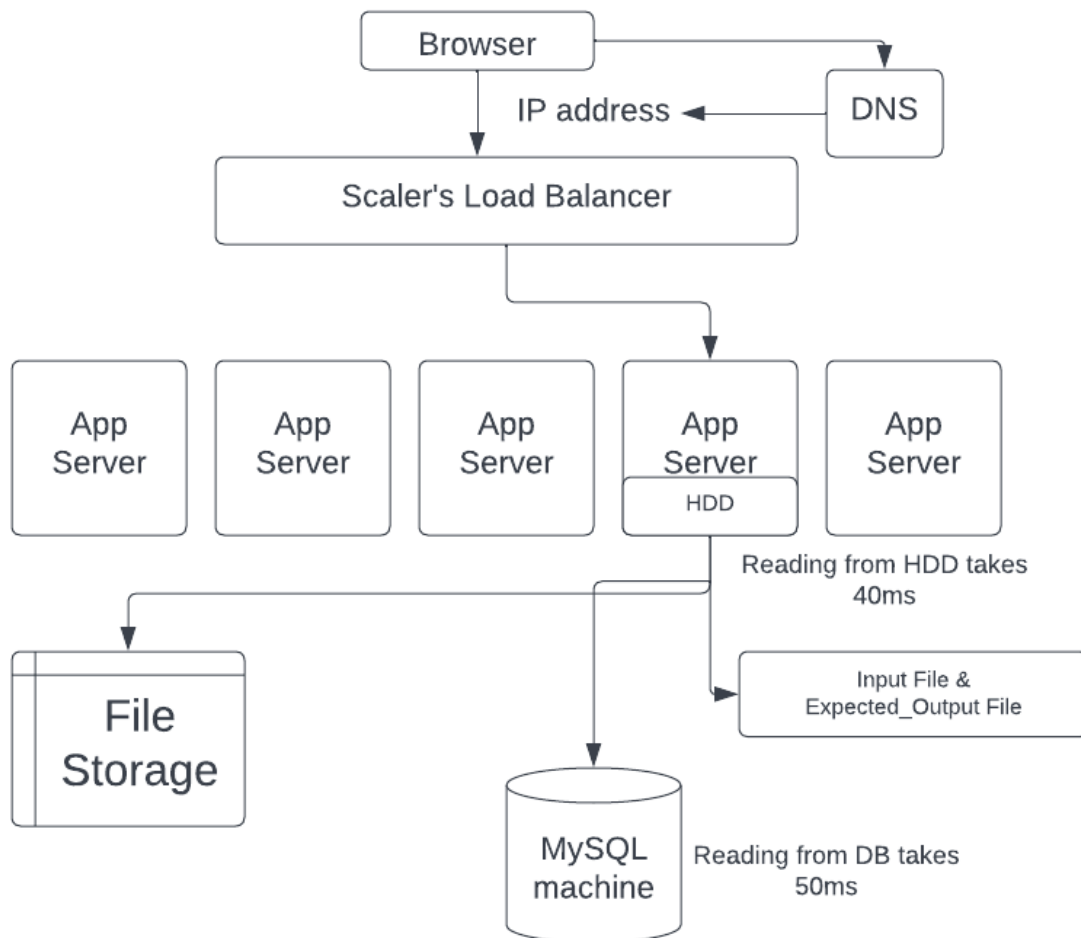 Browser
IP address
DNS
Scaler's Load Balancer
App
Server
App
Server
App
Server
App
Server
HDD
App
Server
Reading from HDD takes
40ms
File
Storage
Input File &
Expected_Output File
MySQL
machine
Reading from DB takes
50ms